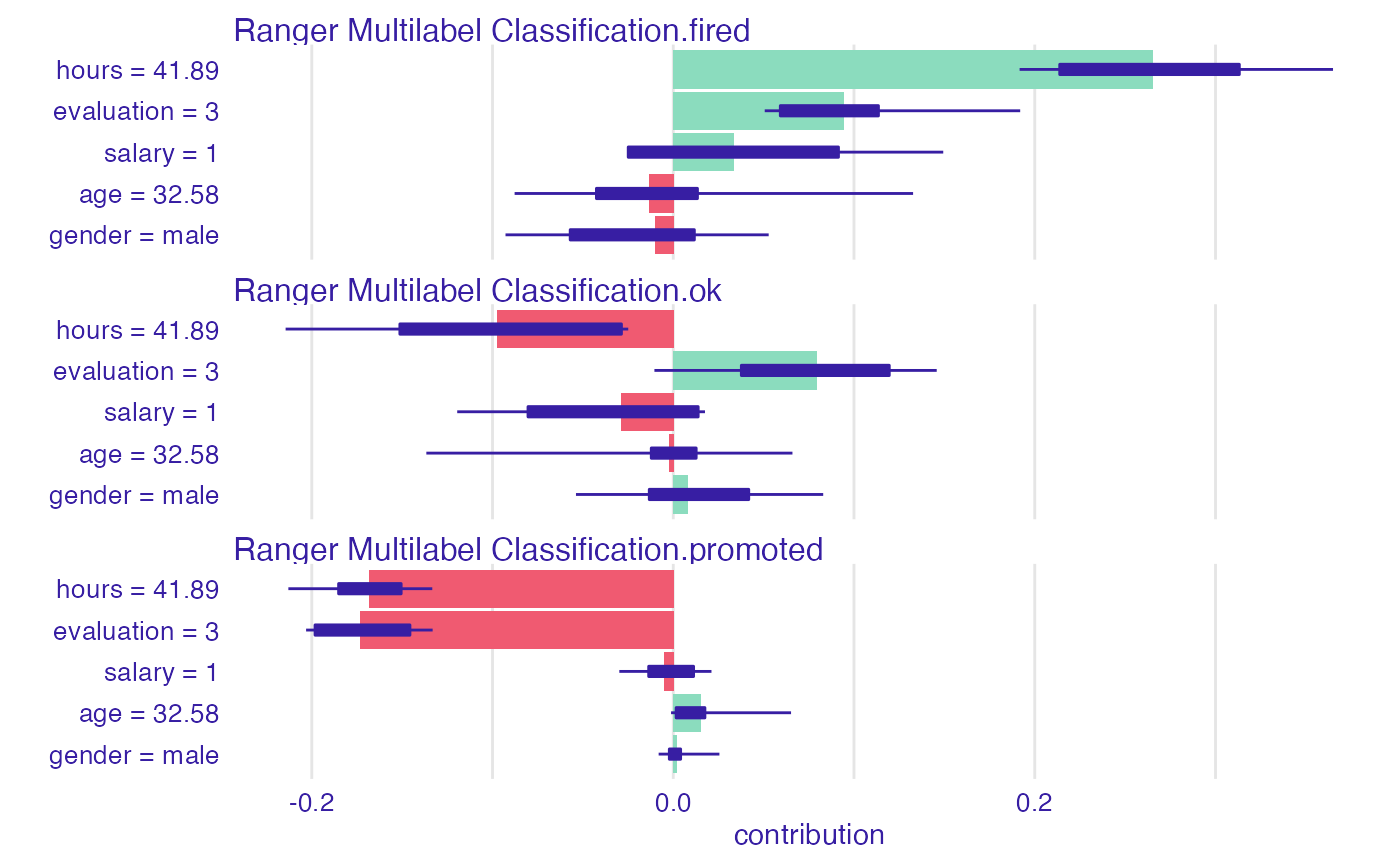 Ranger Multilabel Classification.fired
hours = 41.89
evaluation = 3
salary = 1
age = 32.58
gender = male
Ranger Multilabel Classification.ok
hours = 41.89
evaluation = 3
salary = 1
age = 32.58
gender = male
Ranger Multilabel Classification.promoted
hours = 41.89
evaluation = 3
salary = 1
age = 32.58
gender = male
-0.2 0.0 0.2
contribution